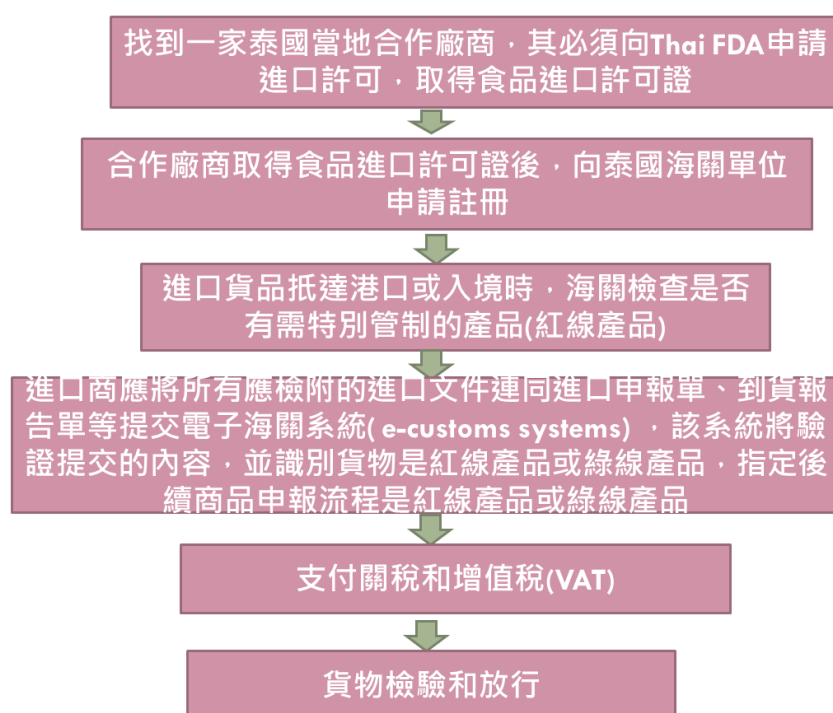 找到一家泰國當地合作廠商，其必須向Thai FDA申請
進口許可，取得食品進口許可證
合作廠商取得食品進口許可證後，向泰國海關單位
申請註冊
進口貨品扺達港口或入境時，海關檢查是否
有需特別管制的產品(紅線產品)
進口商應將所有應檢附的進口文件連同進口申報單、到貨報
告單等提交電子海關系統( e-customs systems) ，該系統將驗
證提交的內容，並識別貨物是紅線產品或綠線產品，指定後
續商品申報流程是紅線產品或綠線產品
支付關稅和增值稅(VAT)
貨物檢驗和放行